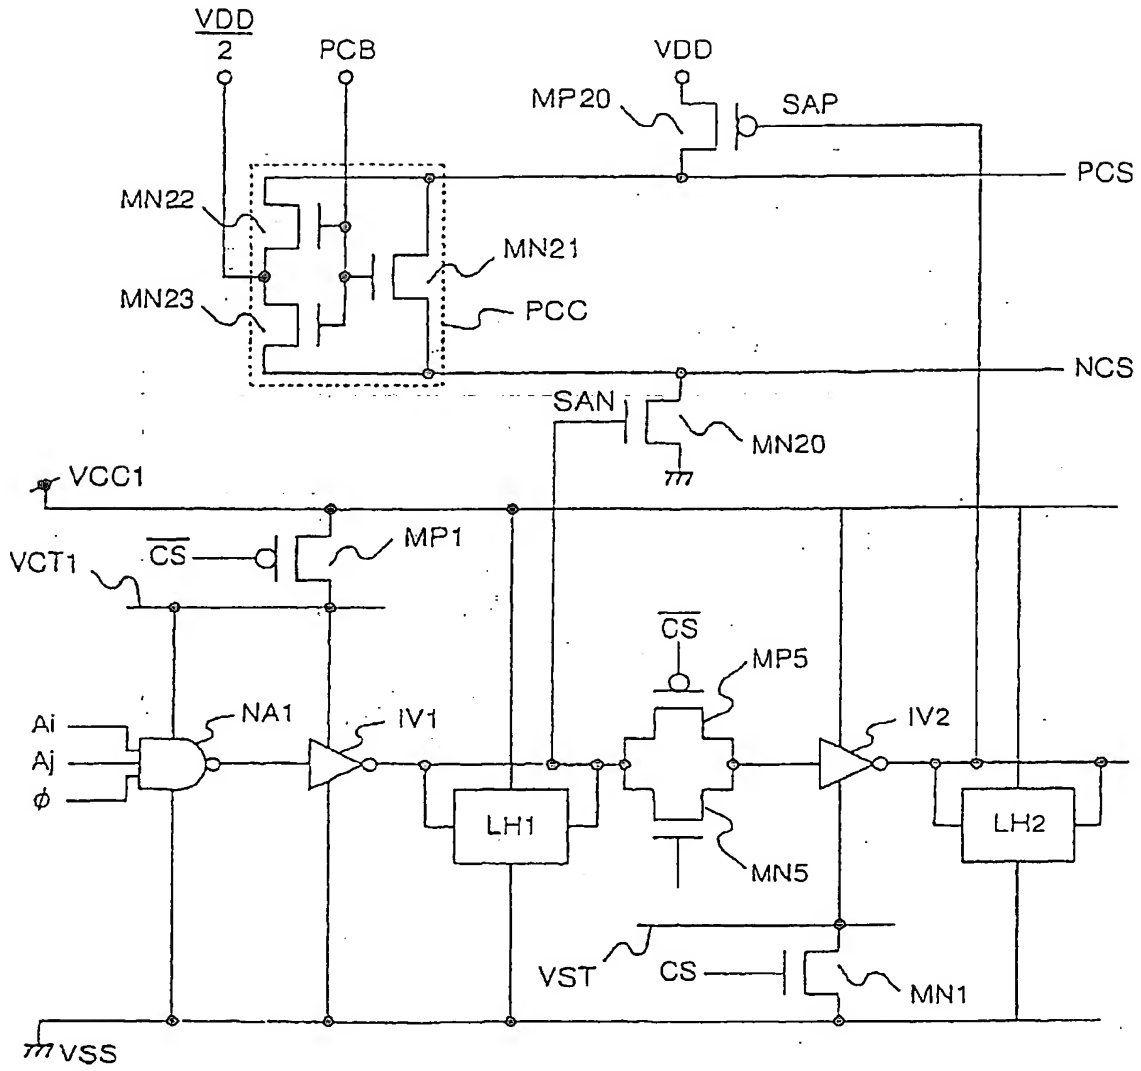 VDD
2
PCB
VDD
MP20
SAP
PCS
MN22
MN21
MN23
PCC
NCS
SAN
MN20
VCC1
CS
MP1
VCT1
CS
MP5
Ai
NA1
IV1
IV2
Aj
ϕ
LH1
LH2
MN5
VST
CS
MN1
VSS